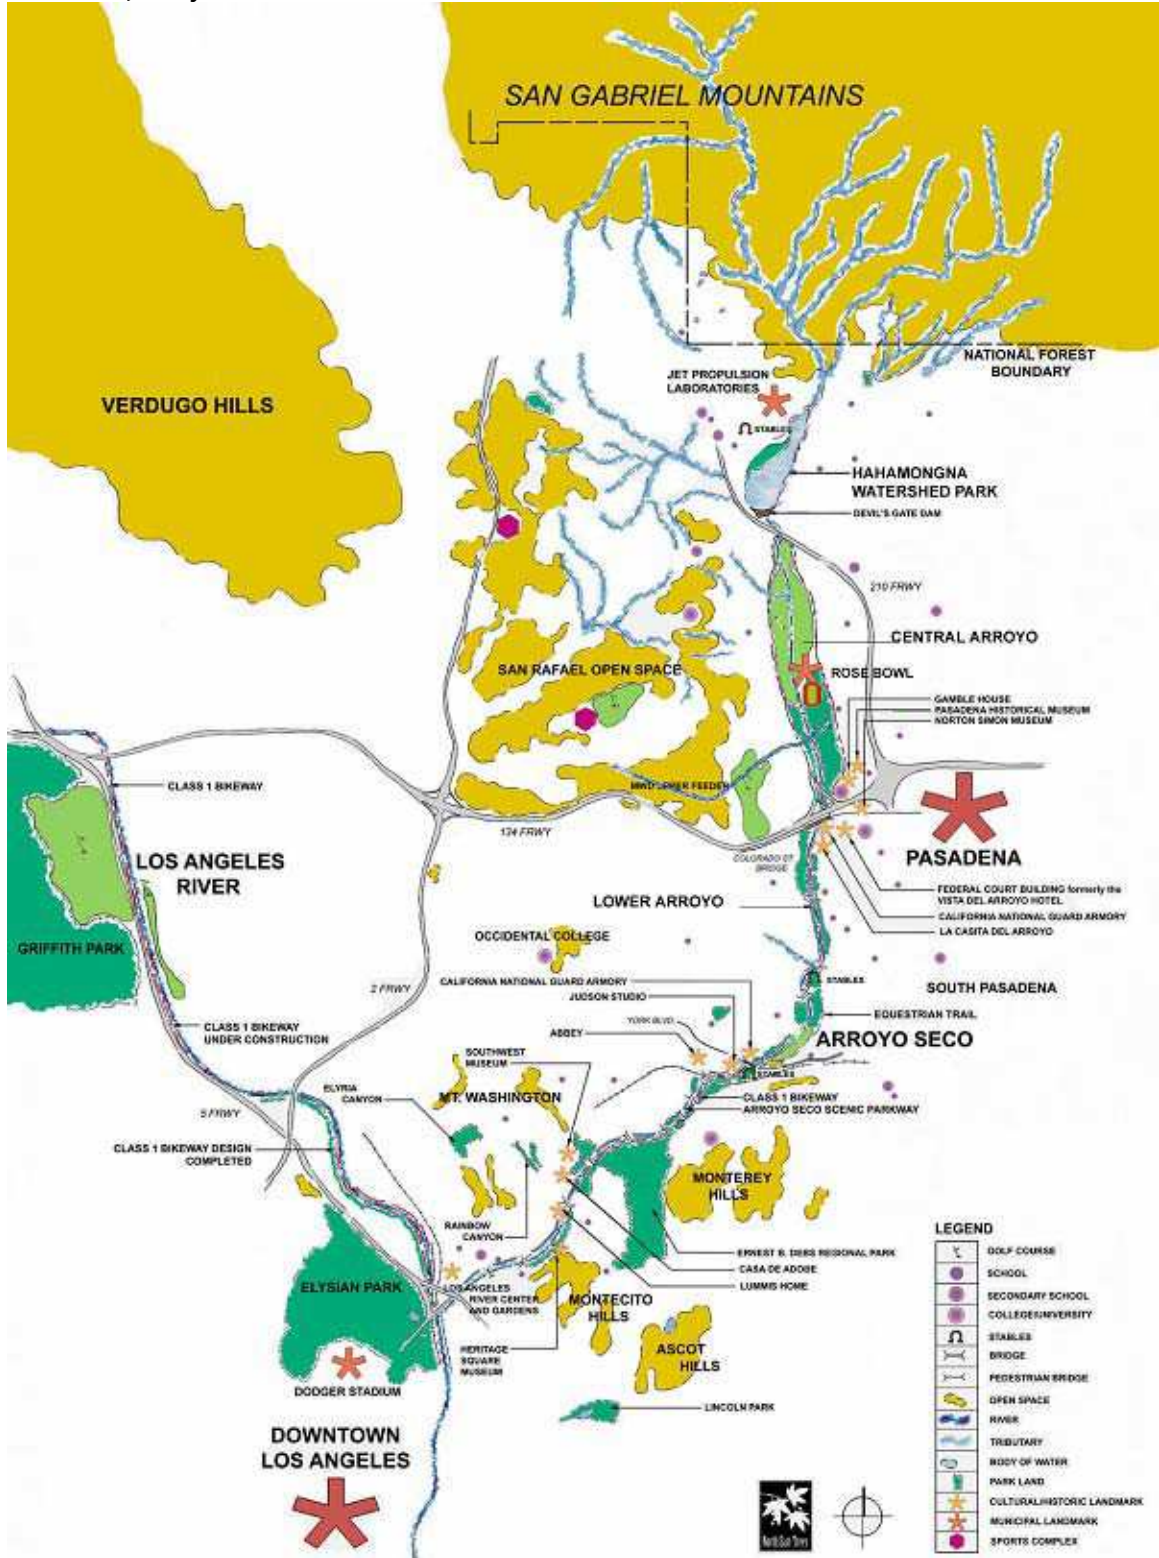 SAN GABRIEL MOUNTAINS
NATIONAL FOREST
BOUNDARY
JET PROPULSION
LABORATORIES
VERDUGO HILLS
STABLES
HAHAMONGNA
WATERSHED PARK
DEVIL'S GATE DAM
210 FRWY
CENTRAL ARROYO
SAN RAFAEL OPEN SPACE
ROSE BOWL
GAMBLE HOUSE
PASADENA HISTORICAL MUSEUM
NORTON SIMON MUSEUM
CLASS 1 BIKEWAY
MWD UPPER FEEDER
134 FRWY
LOS ANGELES
RIVER
COLORADO ST.
BRIDGE
PASADENA
LOWER ARROYO
FEDERAL COURT BUILDING formerly the
VISTA DEL ARROYO HOTEL
CALIFORNIA NATIONAL GUARD ARMORY
LA CASITA DEL ARROYO
GRIFFITH PARK
OCCIDENTAL COLLEGE
CALIFORNIA NATIONAL GUARD ARMORY
STABLES
SOUTH PASADENA
2 FRWY
JUDSON STUDIO
EQUESTRIAN TRAIL
YORK BLVD.
CLASS 1 BIKEWAY
UNDER CONSTRUCTION
ABBEY
ARROYO SECO
SOUTHWEST
MUSEUM
STABLES
ELYRIA
CANYON
MT. WASHINGTON
CLASS 1 BIKEWAY
ARROYO SECO SCENIC PARKWAY
5 FRWY
CLASS 1 BIKEWAY DESIGN
COMPLETED
MONTEREY
HILLS
RAINBOW
CANYON
ERNEST B. DEBS REGIONAL PARK
CASA DE ADOBE
LUMMIS HOME
ELYSIAN PARK
LOS ANGELES
RIVER CENTER
AND GARDENS
MONTECITO
HILLS
HERITAGE
SQUARE
MUSEUM
ASCOT
HILLS
DODGER STADIUM
LINCOLN PARK
DOWNTOWN
LOS ANGELES
LEGEND
GOLF COURSE
SCHOOL
SECONDARY SCHOOL
COLLEGE/UNIVERSITY
STABLES
BRIDGE
PEDESTRIAN BRIDGE
OPEN SPACE
RIVER
TRIBUTARY
BODY OF WATER
PARK LAND
CULTURAL/HISTORIC LANDMARK
MUNICIPAL LANDMARK
SPORTS COMPLEX
North East Trees